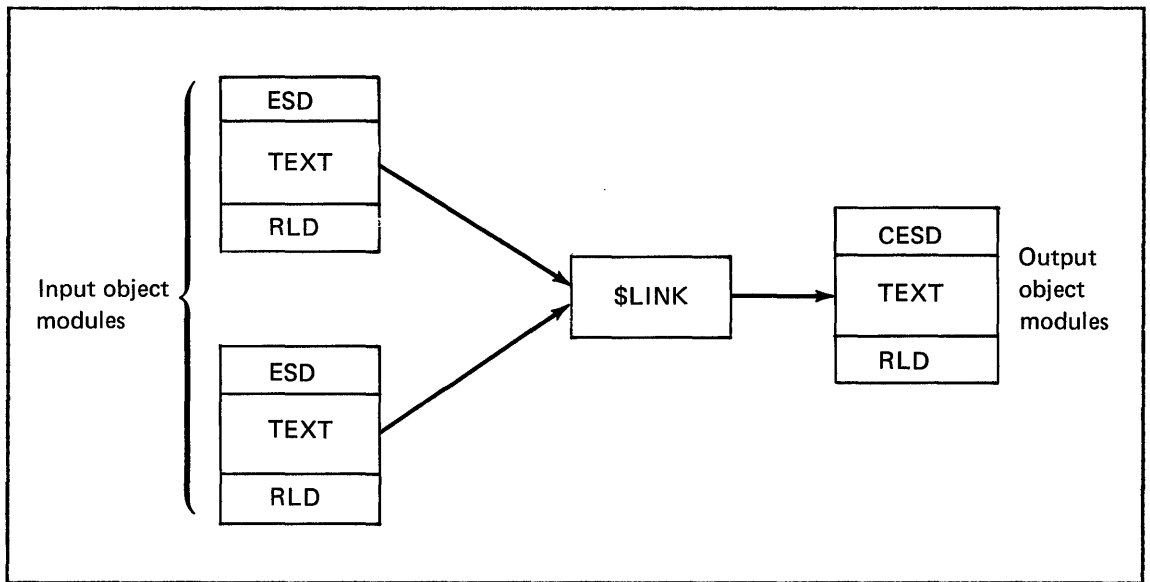 ESD
TEXT
RLD
Input object
modules
ESD
TEXT
RLD
$LINK
CESD
TEXT
RLD
Output
object
modules